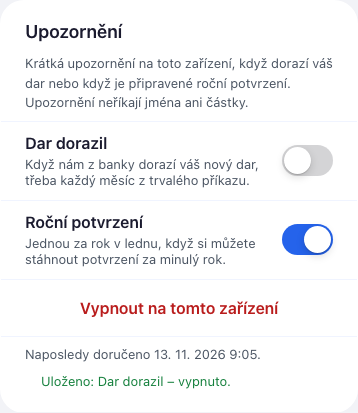 Upozornění
Krátká upozornění na toto zařízení, když dorazí váš
dar nebo když je připravené roční potvrzení.
Upozornění neříkají jména ani částky.
Dar dorazil
Když nám z banky dorazí váš nový dar,
třeba každý měsíc z trvalého příkazu.
Roční potvrzení
Jednou za rok v lednu, když si můžete
stáhnout potvrzení za minulý rok.
Vypnout na tomto zařízení
Naposledy doručeno 13. 11. 2026 9:05.
Uloženo: Dar dorazil – vypnuto.